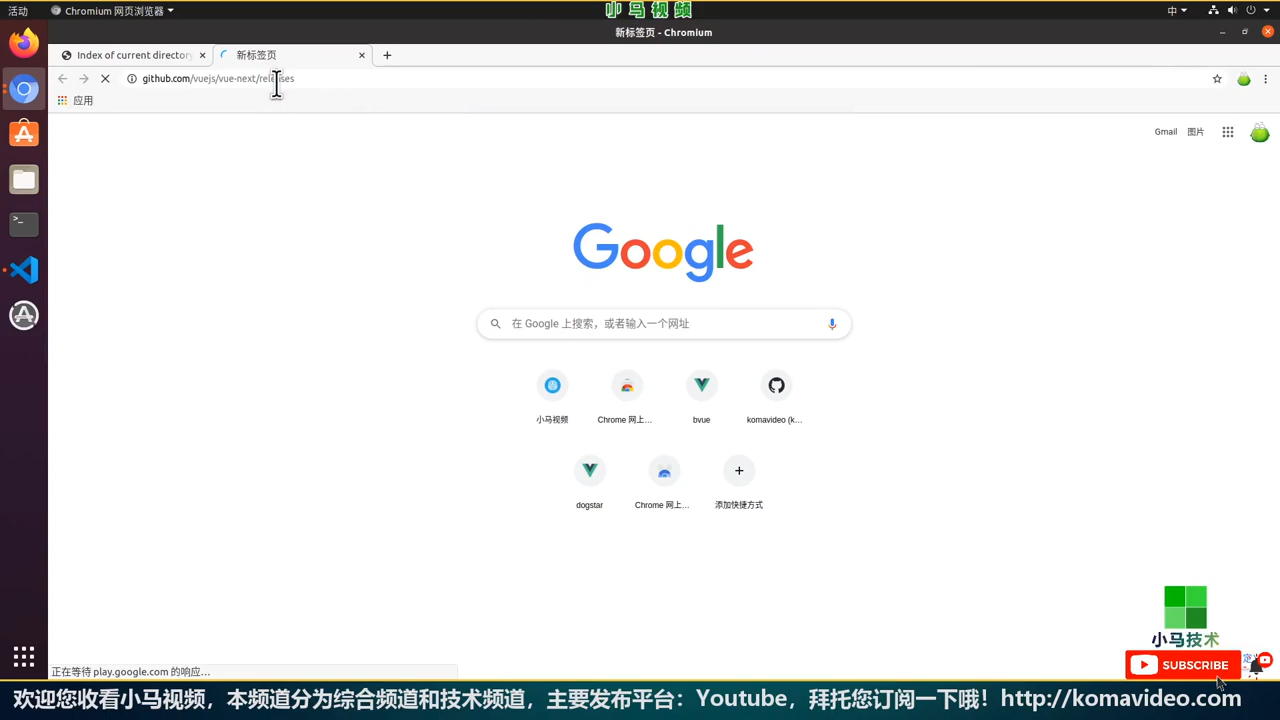 活动
Chromium 网页浏览器
小马视频
中
新标签页 - Chromium
Index of current directory
新标签页
github.com/vuejs/vue-next/releases
应用
Gmail
图片
Google
在 Google 上搜索，或者输入一个网址
小马视频
Chrome 网上...
bvue
komavideo (k...
dogstar
Chrome 网上...
添加快捷方式
小马技术
SUBSCRIBE
正在等待 play.google.com 的响应...
欢迎您收看小马视频，本频道分为综合频道和技术频道，主要发布平台：Youtube，拜托您订阅一下哦！http://komavideo.com